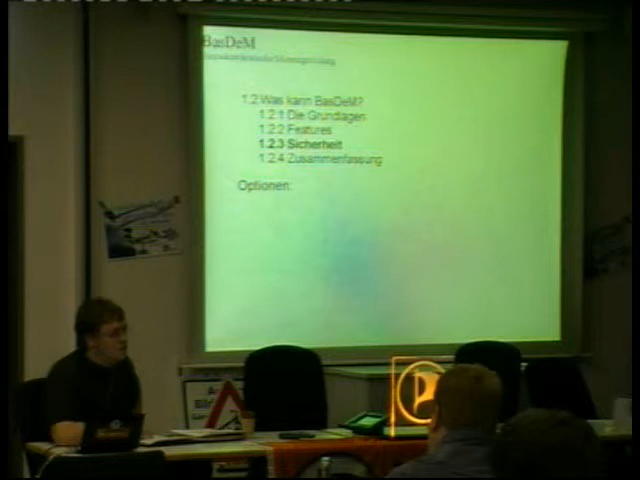 BasDeM
1.2 Was kann BasDeM?
1.2.1 Die Grundlagen
1.2.2 Features
1.2.3 Sicherheit
1.2.4 Zusammenfassung
Optionen: